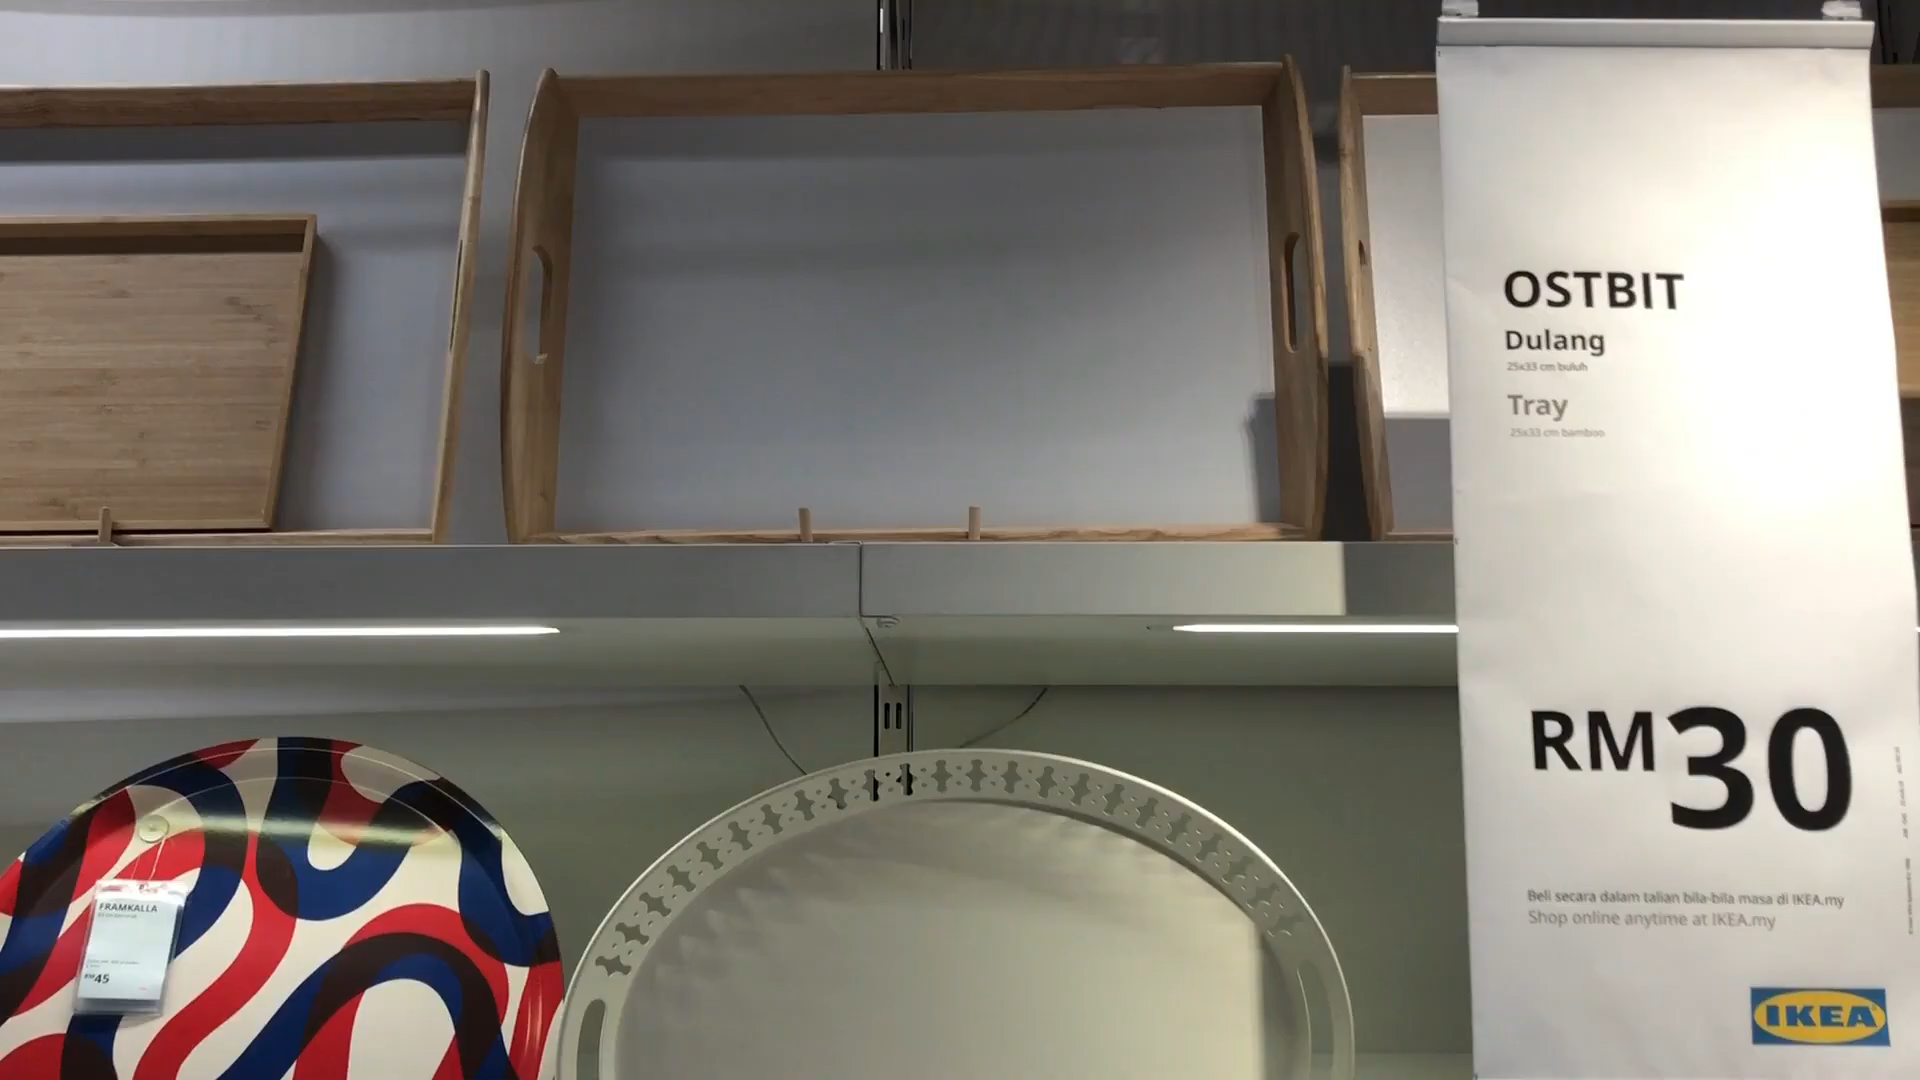 OSTBIT
Dulang
25x33 cm buluh
Tray
25x33 cm bamboo
RM30
Beli secara dalam talian bila-bila masa di IKEA.my
Shop online anytime at IKEA.my
IKEA
FRAMKALLA
RM45